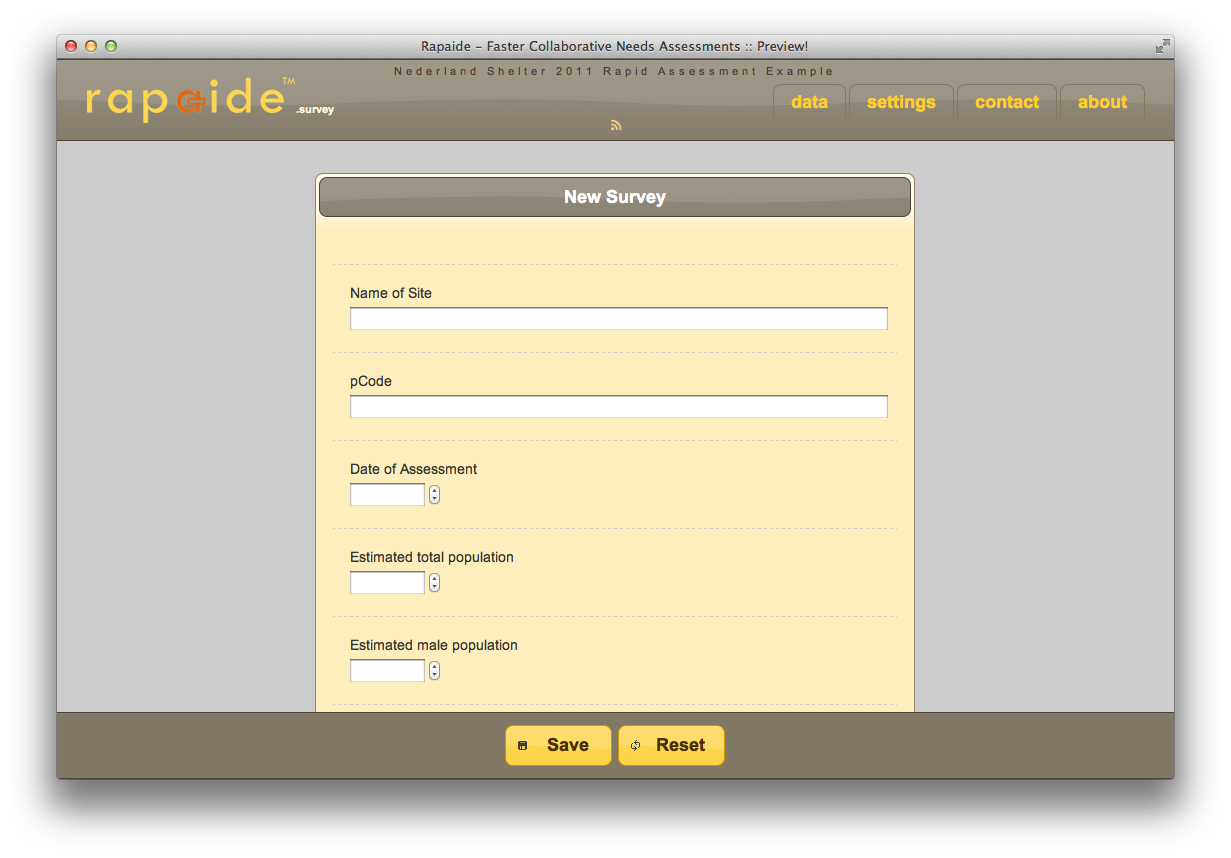 Rapaide – Faster Collaborative Needs Assessments :: Preview!
Nederland Shelter 2011 Rapid Assessment Example
rapaide™ .survey
data settings contact about
New Survey
Name of Site
pCode
Date of Assessment
Estimated total population
Estimated male population
Save Reset